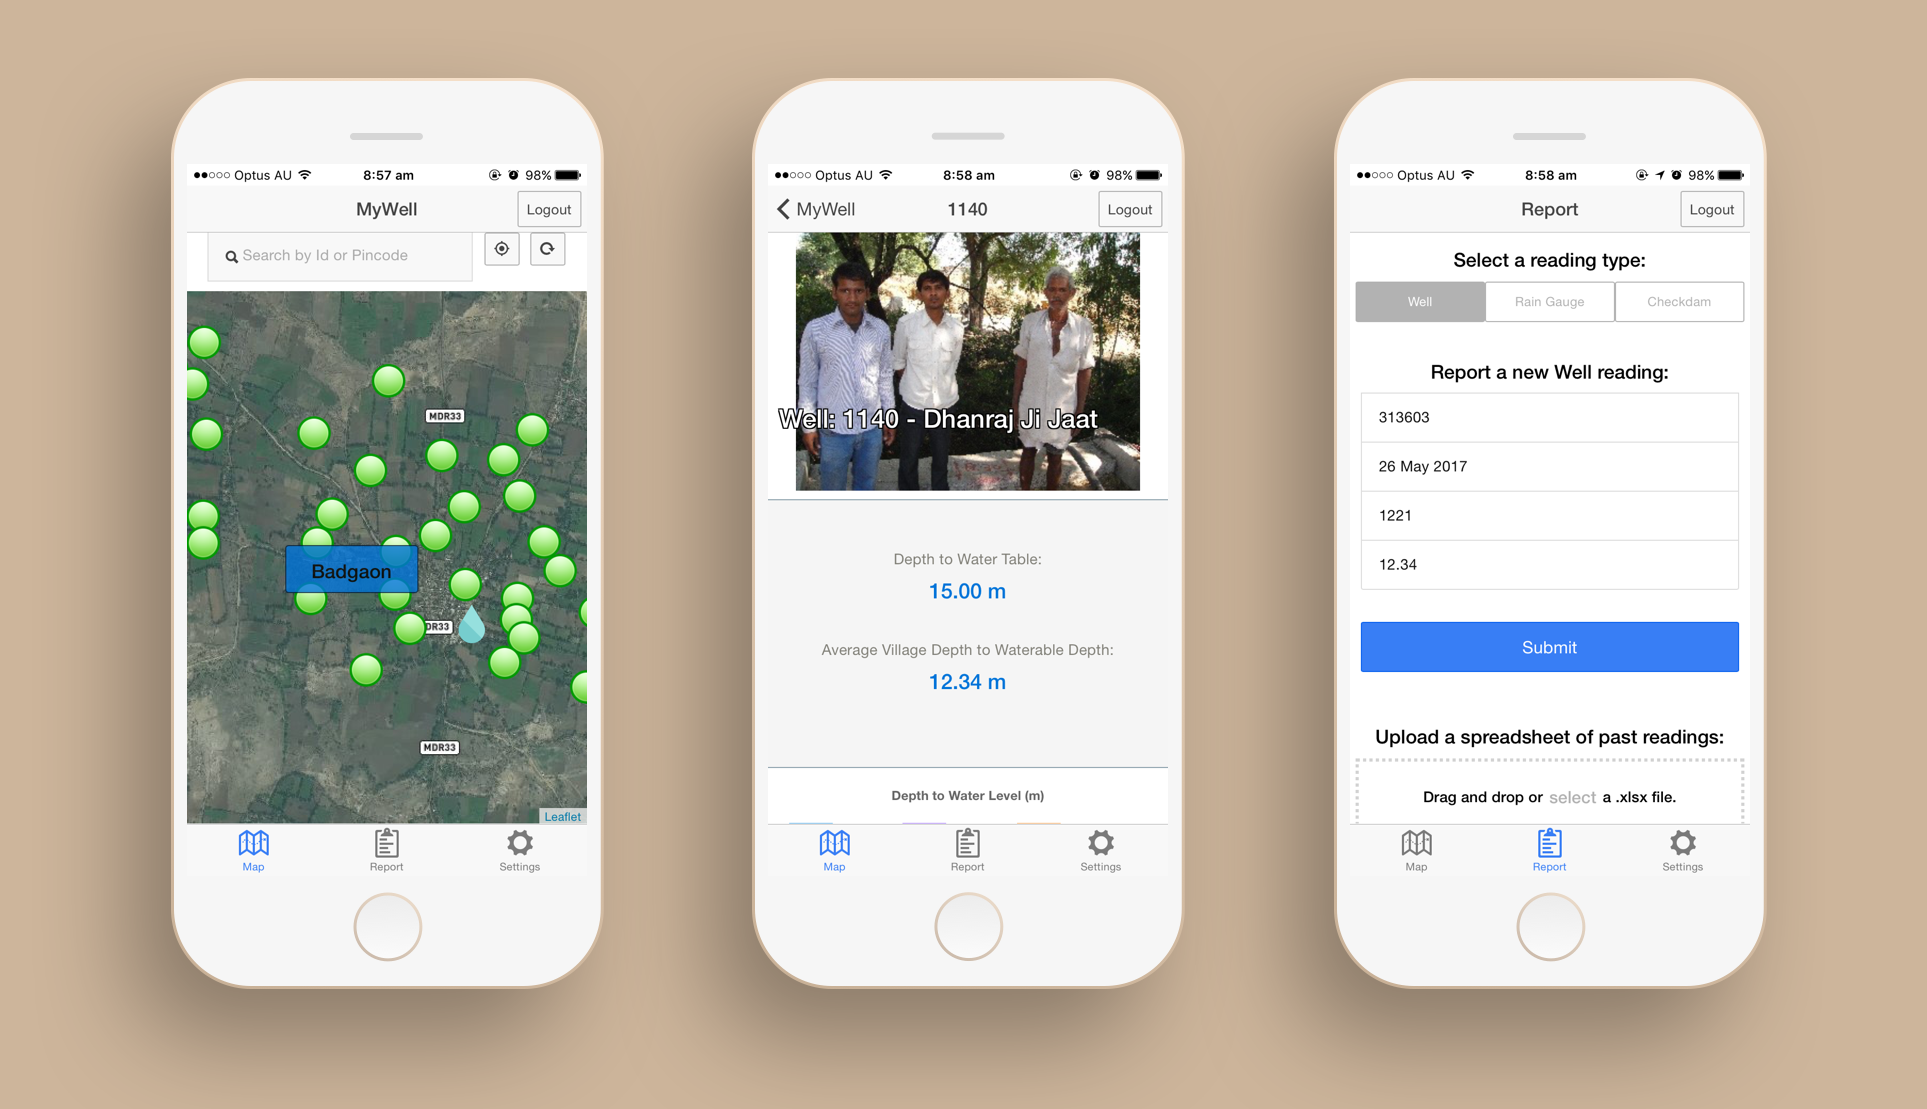 Optus AU 8:57 am 98%
MyWell Logout
Search by Id or Pincode
MDR33
Badgaon
DR33
MDR33
Leaflet
Map Report Settings
Optus AU 8:58 am 98%
MyWell 1140 Logout
Well: 1140 - Dhanraj Ji Jaat
Depth to Water Table:
15.00 m
Average Village Depth to Waterable Depth:
12.34 m
Depth to Water Level (m)
Map Report Settings
Optus AU 8:58 am 98%
Report Logout
Select a reading type:
Well Rain Gauge Checkdam
Report a new Well reading:
313603
26 May 2017
1221
12.34
Submit
Upload a spreadsheet of past readings:
Drag and drop or select a .xlsx file.
Map Report Settings